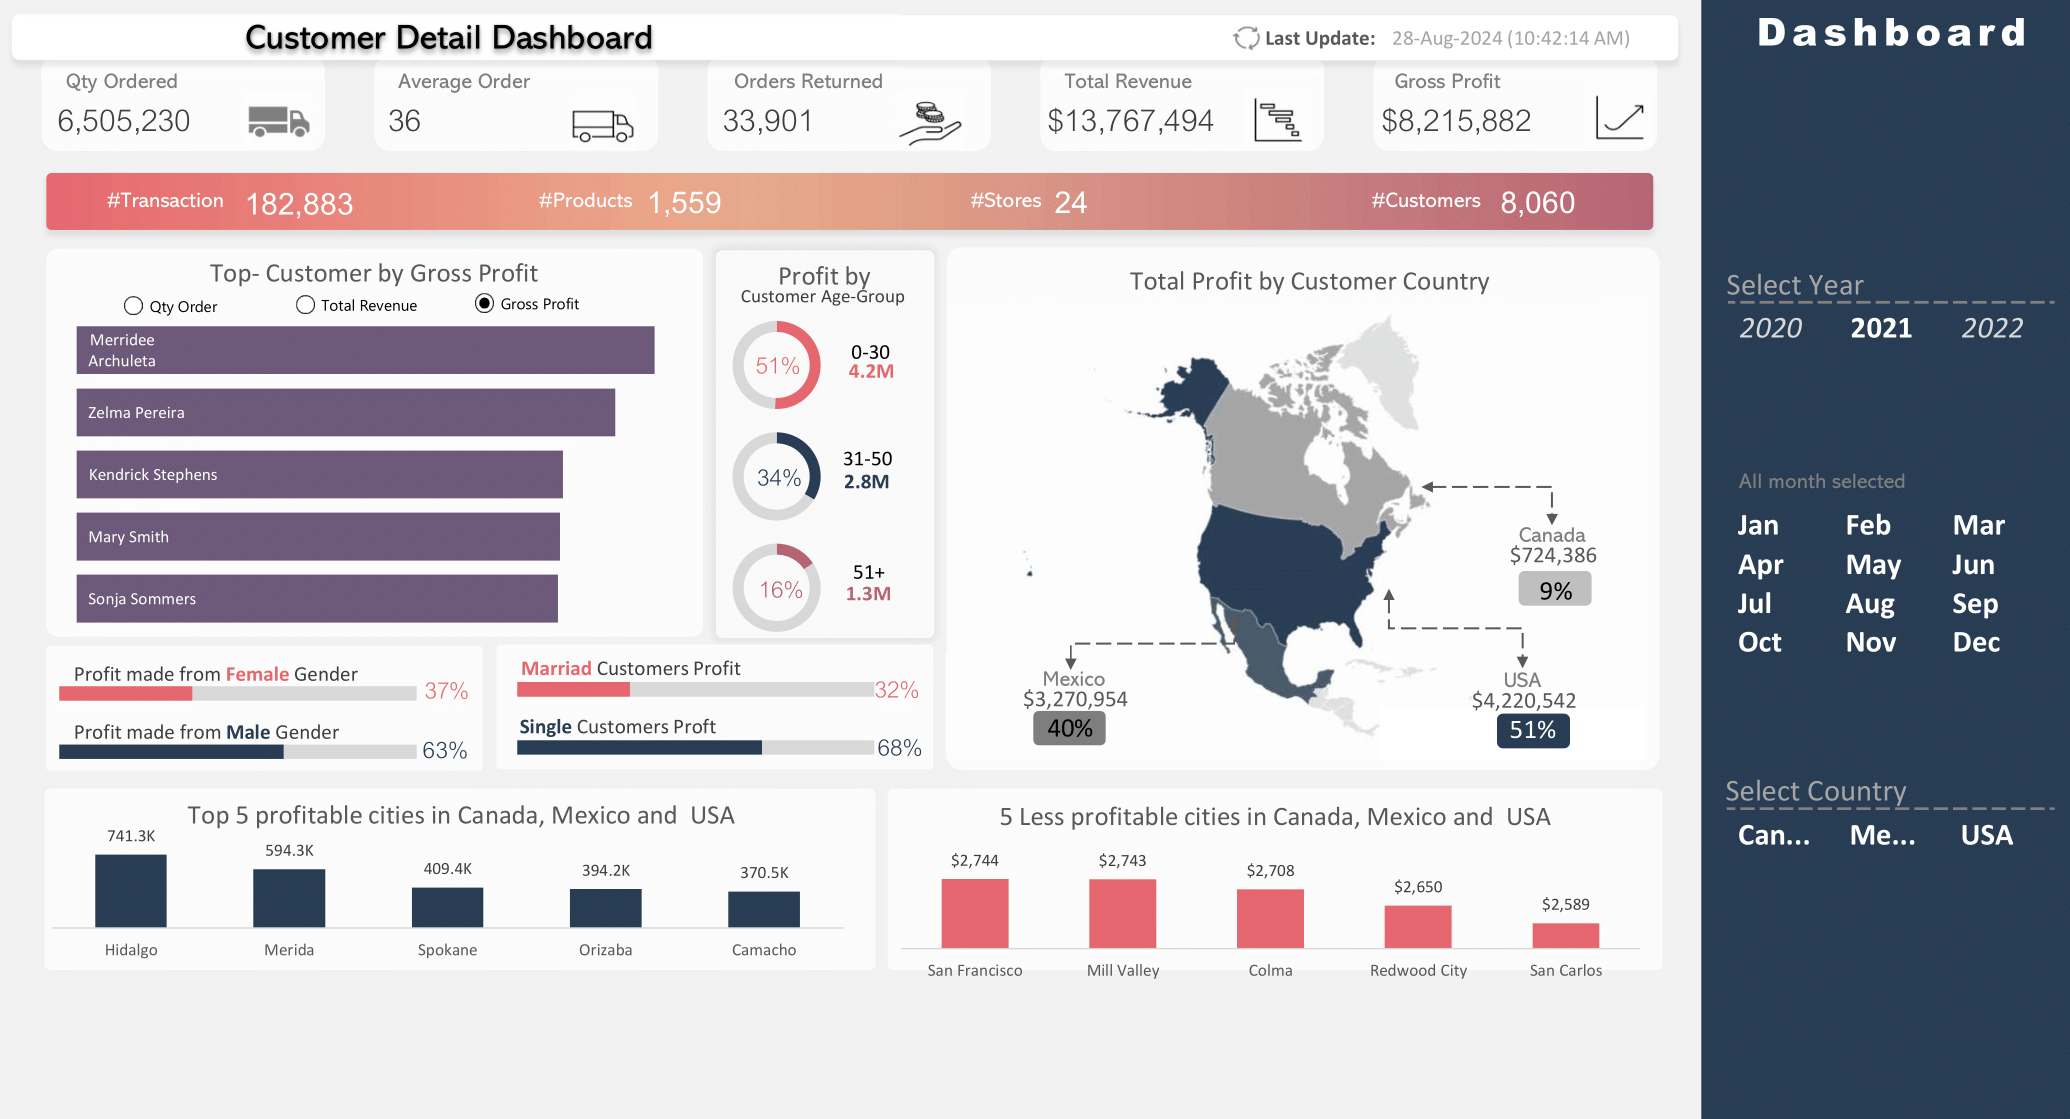 Customer Detail Dashboard
Last Update: 28-Aug-2024 (10:42:14 AM)
Dashboard
Qty Ordered
6,505,230
Average Order
36
Orders Returned
33,901
Total Revenue
$13,767,494
Gross Profit
$8,215,882
#Transaction 182,883
#Products 1,559
#Stores 24
#Customers 8,060
Top- Customer by Gross Profit
Qty Order
Total Revenue
Gross Profit
Merridee
Archuleta
Zelma Pereira
Kendrick Stephens
Mary Smith
Sonja Sommers
Profit by
Customer Age-Group
51%
0-30
4.2M
34%
31-50
2.8M
16%
51+
1.3M
Total Profit by Customer Country
Canada
$724,386
9%
Mexico
$3,270,954
40%
USA
$4,220,542
51%
Profit made from Female Gender
37%
Profit made from Male Gender
63%
Marriad Customers Profit
32%
Single Customers Proft
68%
Top 5 profitable cities in Canada, Mexico and USA
741.3K
594.3K
409.4K
394.2K
370.5K
Hidalgo
Merida
Spokane
Orizaba
Camacho
5 Less profitable cities in Canada, Mexico and USA
$2,744
$2,743
$2,708
$2,650
$2,589
San Francisco
Mill Valley
Colma
Redwood City
San Carlos
Select Year
2020 2021 2022
All month selected
Jan Feb Mar
Apr May Jun
Jul Aug Sep
Oct Nov Dec
Select Country
Can... Me... USA